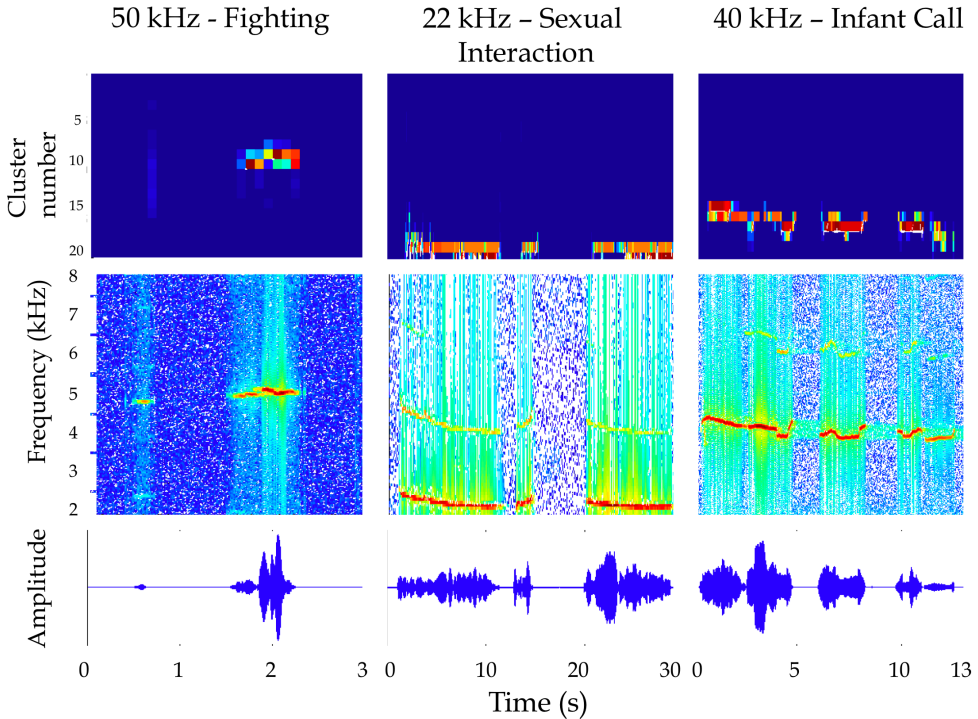 50 kHz - Fighting
22 kHz – Sexual
Interaction
40 kHz – Infant Call
Cluster
number
5
10
15
20
Frequency (kHz)
8
7
6
5
4
3
2
Amplitude
0 1 2 3
0 10 20 30
0 5 10 13
Time (s)